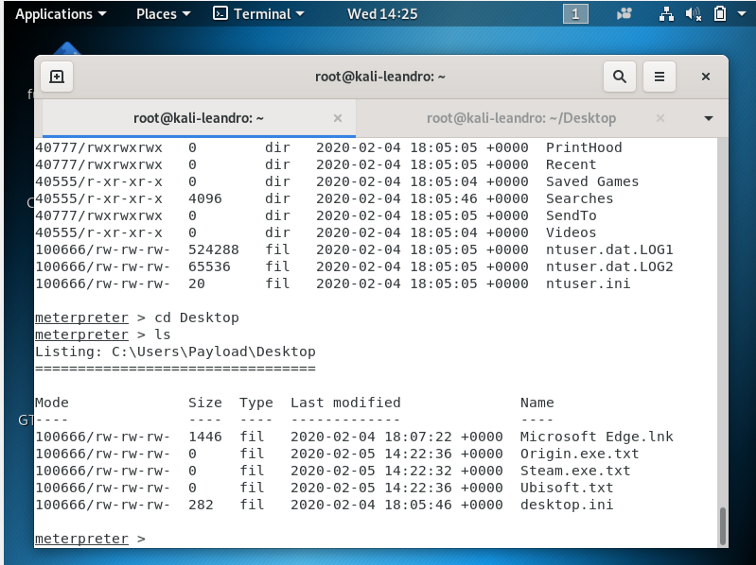 Applications Places Terminal Wed 14:25 1
root@kali-leandro: ~
root@kali-leandro: ~ root@kali-leandro: ~/Desktop
40777/rwxrwxrwx 0 dir 2020-02-04 18:05:05 +0000 PrintHood
40777/rwxrwxrwx 0 dir 2020-02-04 18:05:05 +0000 Recent
40555/r-xr-xr-x 0 dir 2020-02-04 18:05:04 +0000 Saved Games
40555/r-xr-xr-x 4096 dir 2020-02-04 18:05:46 +0000 Searches
40777/rwxrwxrwx 0 dir 2020-02-04 18:05:05 +0000 SendTo
40555/r-xr-xr-x 0 dir 2020-02-04 18:05:04 +0000 Videos
100666/rw-rw-rw- 524288 fil 2020-02-04 18:05:05 +0000 ntuser.dat.LOG1
100666/rw-rw-rw- 65536 fil 2020-02-04 18:05:05 +0000 ntuser.dat.LOG2
100666/rw-rw-rw- 20 fil 2020-02-04 18:05:05 +0000 ntuser.ini
meterpreter > cd Desktop
meterpreter > ls
Listing: C:\Users\Payload\Desktop
=================================
Mode Size Type Last modified Name
---- ---- ---- ------------- ----
100666/rw-rw-rw- 1446 fil 2020-02-04 18:07:22 +0000 Microsoft Edge.lnk
100666/rw-rw-rw- 0 fil 2020-02-05 14:22:36 +0000 Origin.exe.txt
100666/rw-rw-rw- 0 fil 2020-02-05 14:22:32 +0000 Steam.exe.txt
100666/rw-rw-rw- 0 fil 2020-02-05 14:22:36 +0000 Ubisoft.txt
100666/rw-rw-rw- 282 fil 2020-02-04 18:05:46 +0000 desktop.ini
meterpreter >